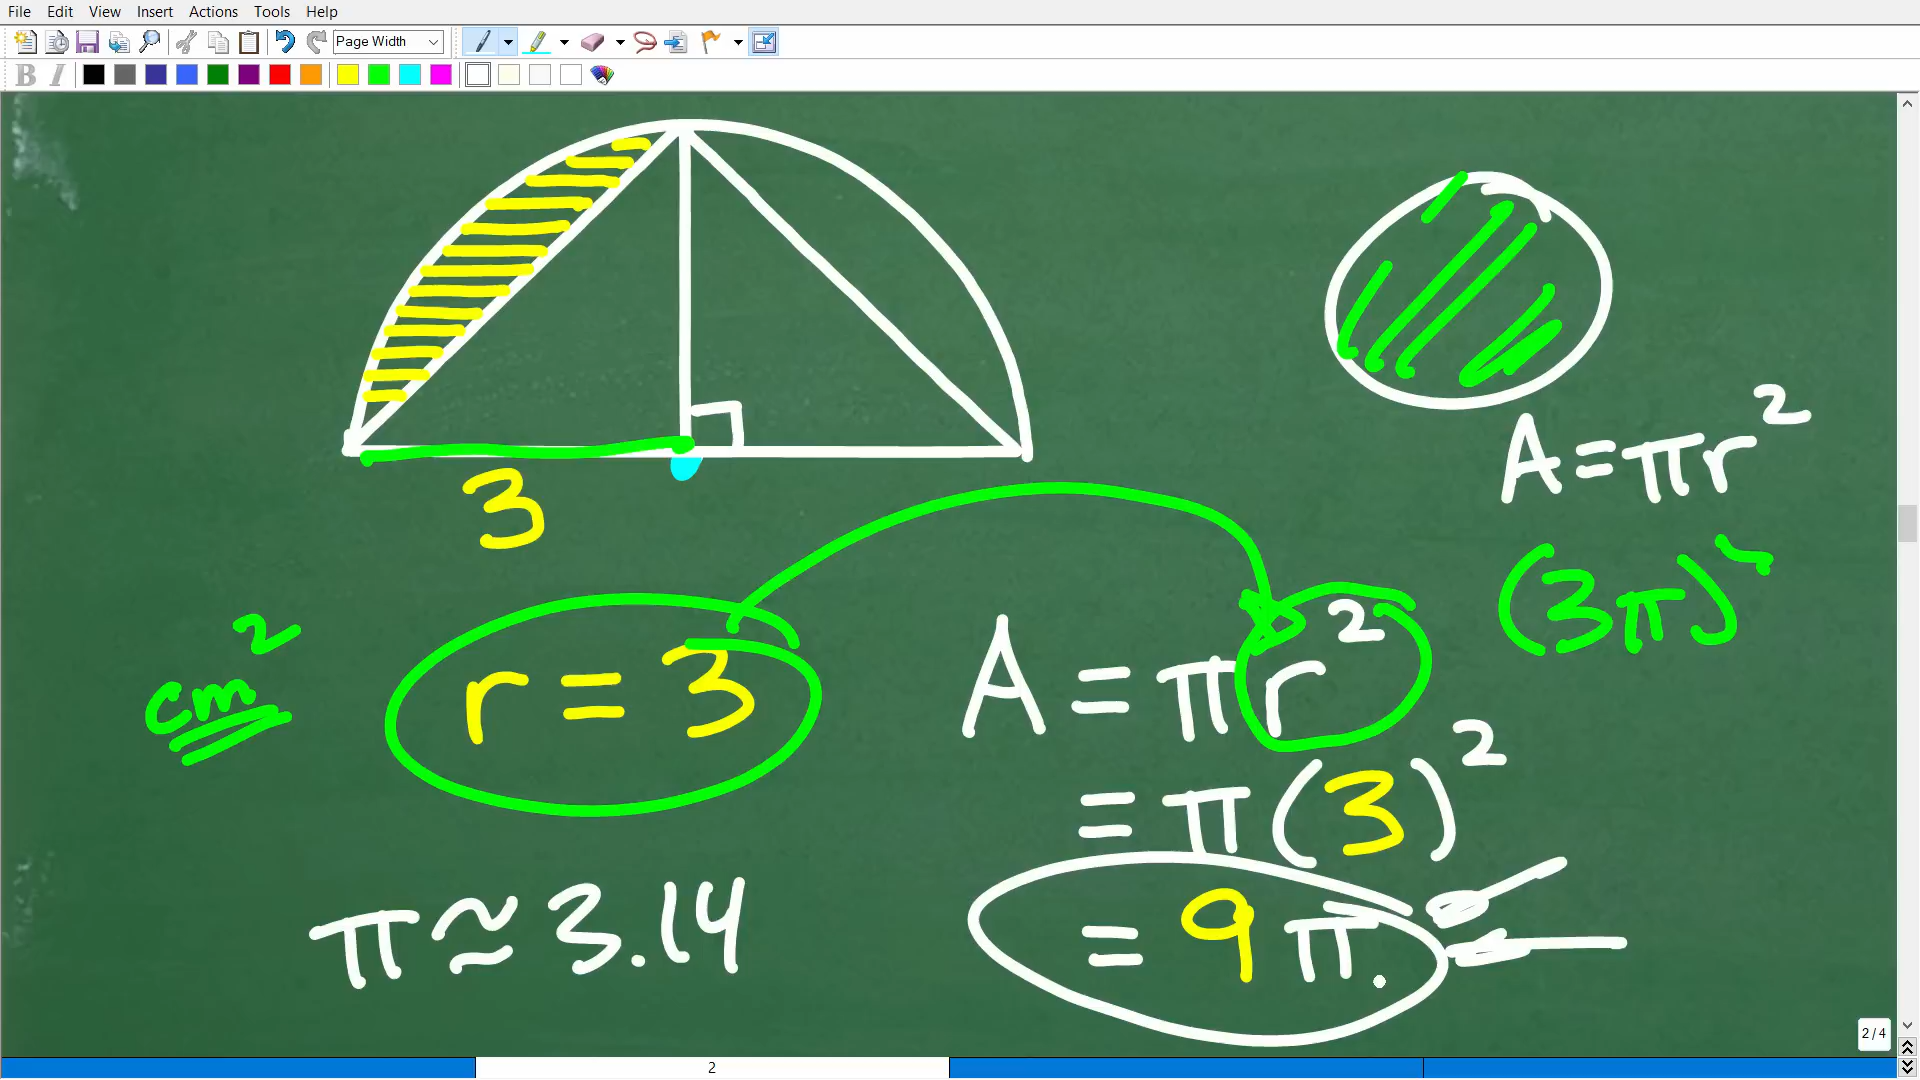 File Edit View Insert Actions Tools Help
Page Width
B I
3
A = πr²
(3π)²
cm²
r = 3
A = πr²
= π(3)²
= 9π
π ≈ 3.14
2 / 4
2